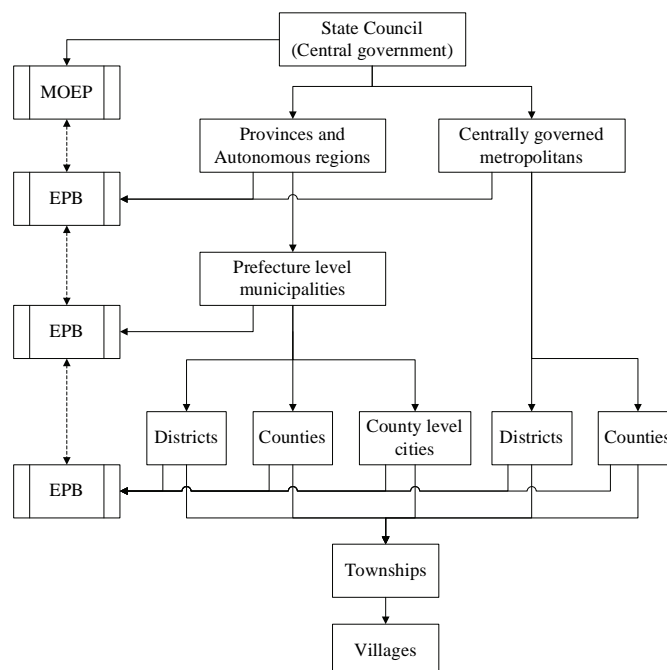 State Council
(Central government)
MOEP
Provinces and
Autonomous regions
Centrally governed
metropolitans
EPB
Prefecture level
municipalities
EPB
Districts
Counties
County level
cities
Districts
Counties
EPB
Townships
Villages